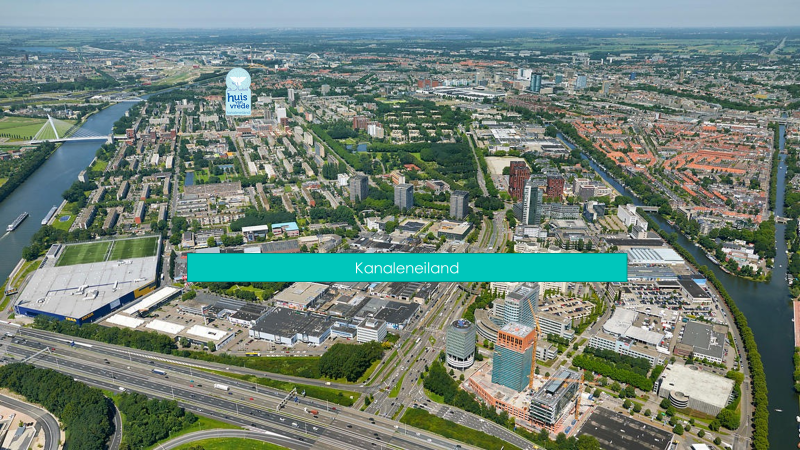 huis
van vrede
Kanaleneiland